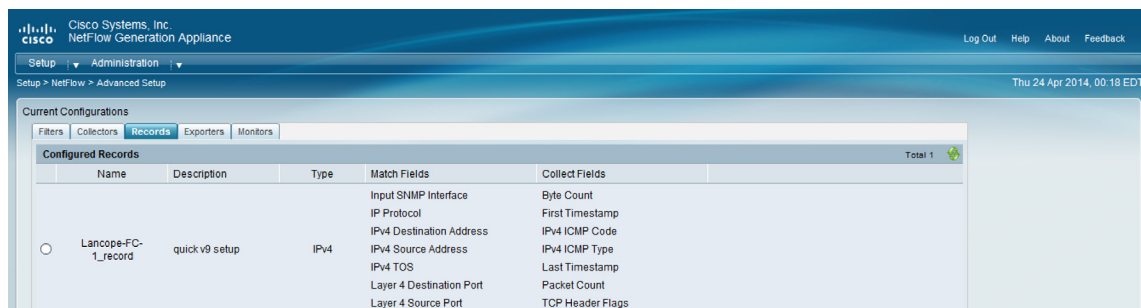 Cisco Systems, Inc.
CISCO NetFlow Generation Appliance
Log Out Help About Feedback
Setup Administration
Setup > NetFlow > Advanced Setup Thu 24 Apr 2014, 00:18 EDT
Current Configurations
Filters Collectors Records Exporters Monitors
Configured Records Total 1
Name Description Type Match Fields Collect Fields
Lancope-FC-1_record quick v9 setup IPv4
Input SNMP Interface Byte Count
IP Protocol First Timestamp
IPv4 Destination Address IPv4 ICMP Code
IPv4 Source Address IPv4 ICMP Type
IPv4 TOS Last Timestamp
Layer 4 Destination Port Packet Count
Layer 4 Source Port TCP Header Flags